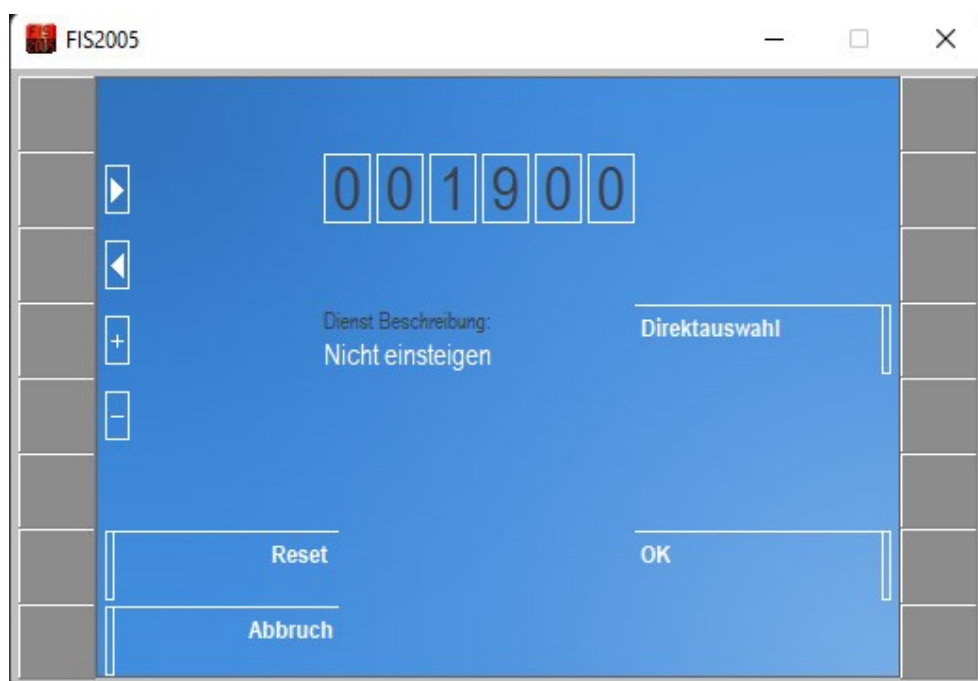 FIS2005
001900
Dienst Beschreibung:
Nicht einsteigen
Direktauswahl
+
−
Reset
OK
Abbruch